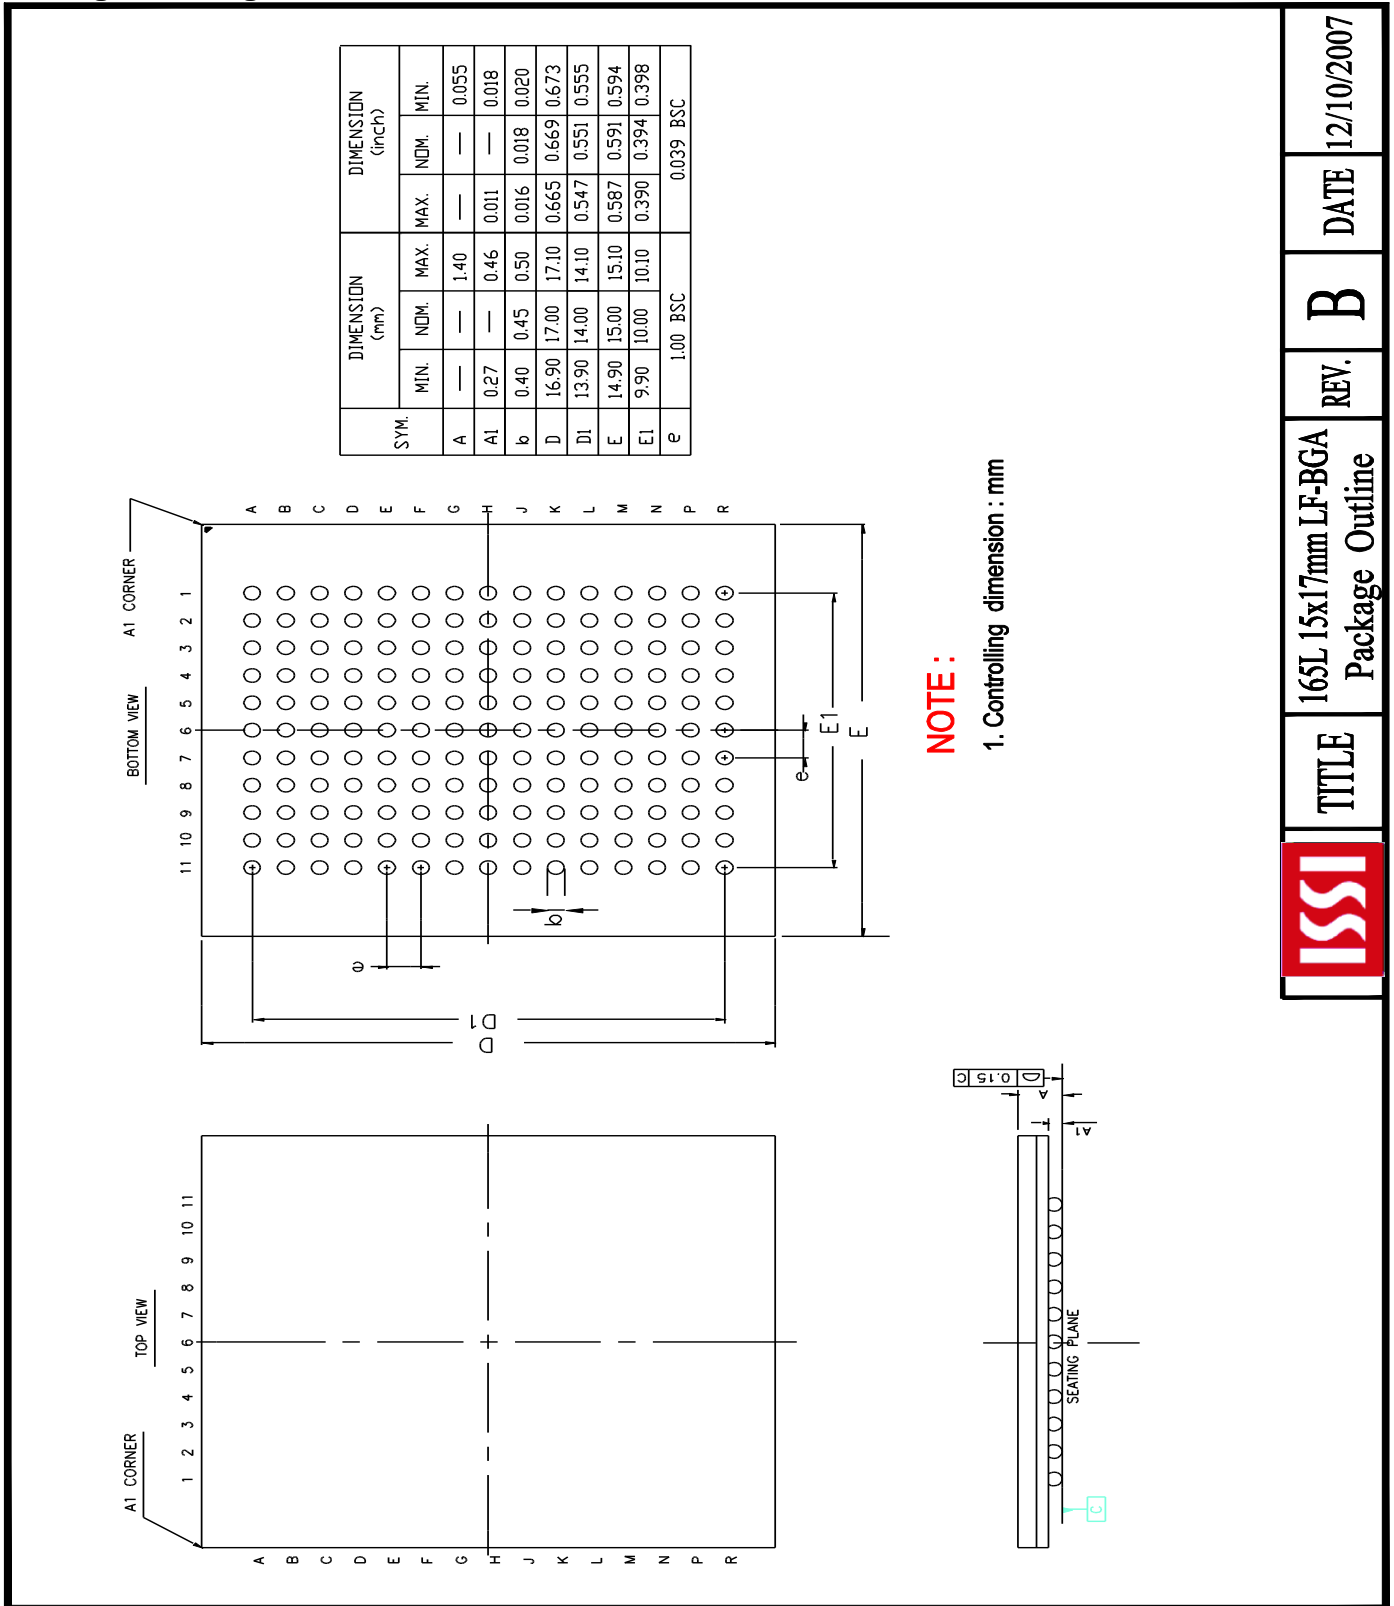 A1 CORNER
TOP VIEW
1 2 3 4 5 6 7 8 9 10 11
A
B
C
D
E
F
G
H
J
K
L
M
N
P
R
BOTTOM VIEW
A1 CORNER
11 10 9 8 7 6 5 4 3 2 1
A
B
C
D
E
F
G
H
J
K
L
M
N
P
R
D
D1
e
b
e
E1
E
SYM. DIMENSION (mm) DIMENSION (inch)
MIN. NOM. MAX. MAX. NOM. MIN.
A — — 1.40 — — 0.055
A1 0.27 — 0.46 0.011 — 0.018
b 0.40 0.45 0.50 0.016 0.018 0.020
D 16.90 17.00 17.10 0.665 0.669 0.673
D1 13.90 14.00 14.10 0.547 0.551 0.555
E 14.90 15.00 15.10 0.587 0.591 0.594
E1 9.90 10.00 10.10 0.390 0.394 0.398
e 1.00 BSC 0.039 BSC
D 0.15 C
A
A1
SEATING PLANE
C
NOTE :
1. Controlling dimension : mm
ISSI
TITLE
165L 15x17mm LF-BGA
Package Outline
REV.
B
DATE
12/10/2007